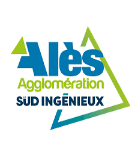 Alès
Agglomération
SUD INGÉNIEUX